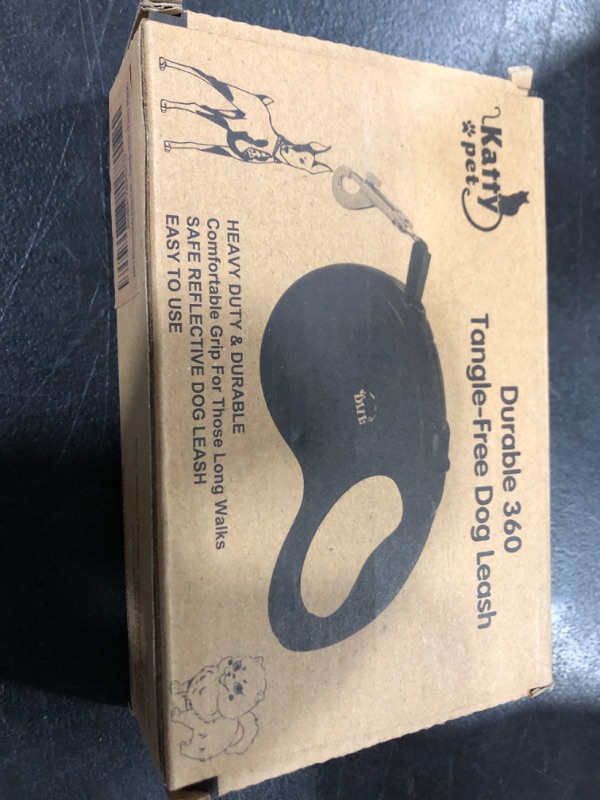 Katty
pet
Durable 360
Tangle-Free Dog Leash
HEAVY DUTY & DURABLE
Comfortable Grip For Those Long Walks
SAFE REFLECTIVE DOG LEASH
EASY TO USE